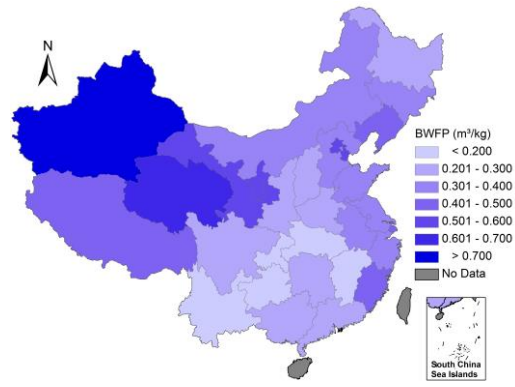 N
BWFP (m³/kg)
< 0.200
0.201 - 0.300
0.301 - 0.400
0.401 - 0.500
0.501 - 0.600
0.601 - 0.700
> 0.700
No Data
South China
Sea Islands